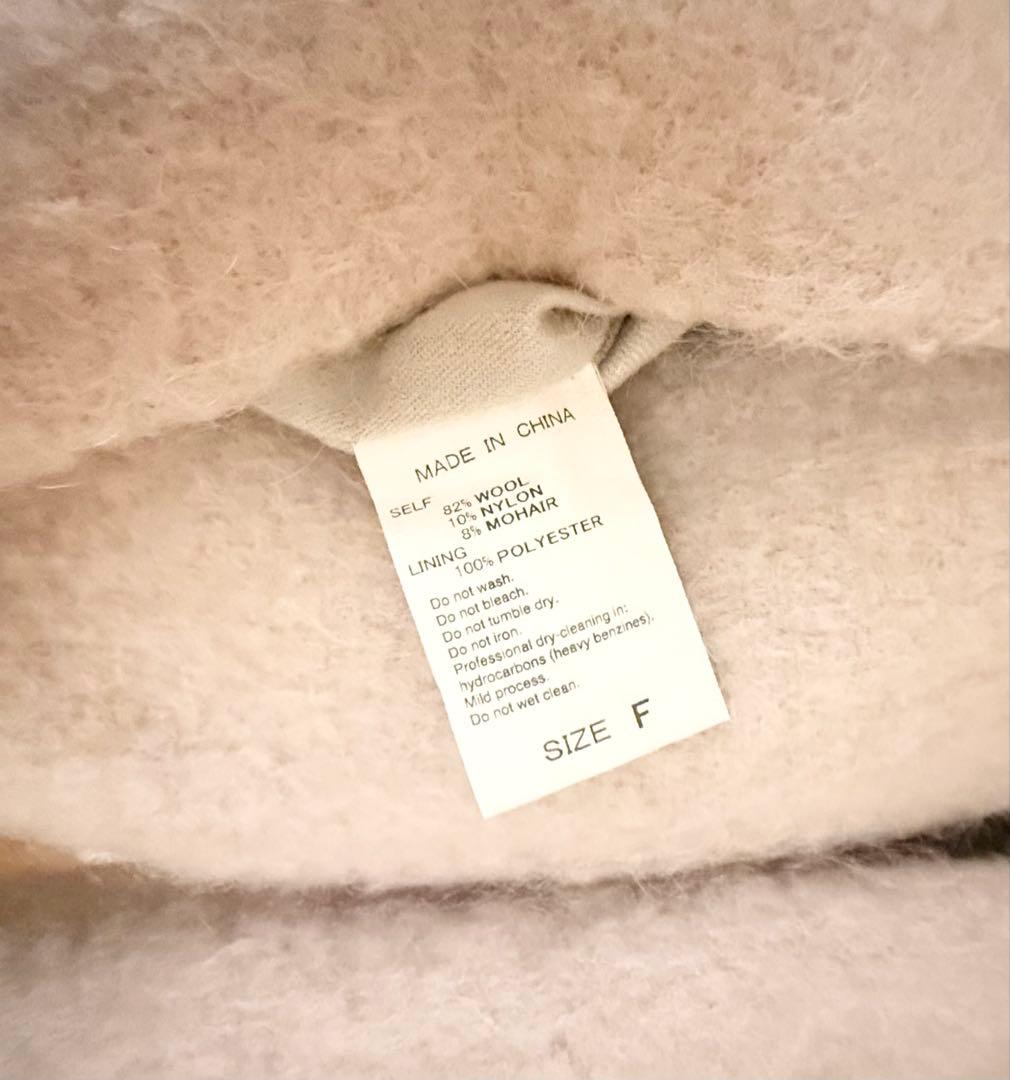 MADE IN CHINA
SELF 82% WOOL
10% NYLON
8% MOHAIR
LINING
100% POLYESTER
Do not wash.
Do not bleach.
Do not tumble dry.
Do not iron.
Professional dry-cleaning in:
hydrocarbons (heavy benzines).
Mild process.
Do not wet clean.
SIZE F